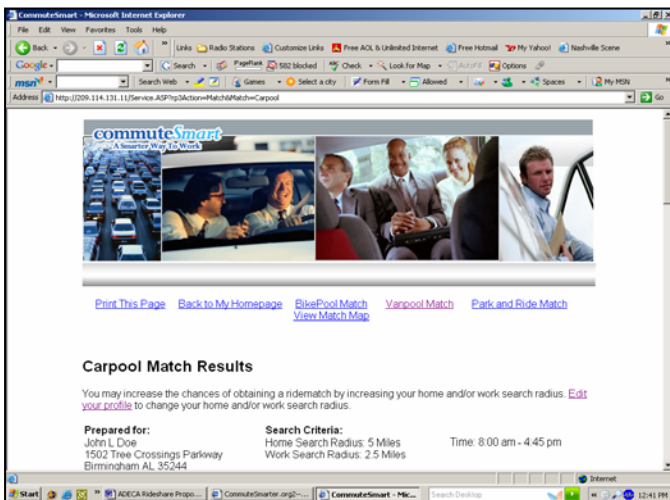 CommuteSmart - Microsoft Internet Explorer
File Edit View Favorites Tools Help
Back Links Radio Stations Customize Links Free AOL & Unlimited Internet Free Hotmail My Yahoo! Nashville Scene
Google Search PageRank 582 blocked Check Look for Map AutoFill Options
msn Search Web Games Select a city Form Fill Allowed Spaces My MSN
Address http://209.114.131.11/Service.ASP?rp3Action=Match&Match=Carpool Go
commuteSmart
A Smarter Way To Work
Print This Page Back to My Homepage BikePool Match Vanpool Match Park and Ride Match
View Match Map
Carpool Match Results
You may increase the chances of obtaining a ridematch by increasing your home and/or work search radius. Edit
your profile to change your home and/or work search radius.
Prepared for: Search Criteria:
John L Doe Home Search Radius: 5 Miles Time: 8:00 am - 4:45 pm
1502 Tree Crossings Parkway Work Search Radius: 2.5 Miles
Birmingham AL 35244
Internet
Start ADECA Rideshare Propo... CommuteSmarter.org2--... CommuteSmart - Mic... Search Desktop 12:41 PM